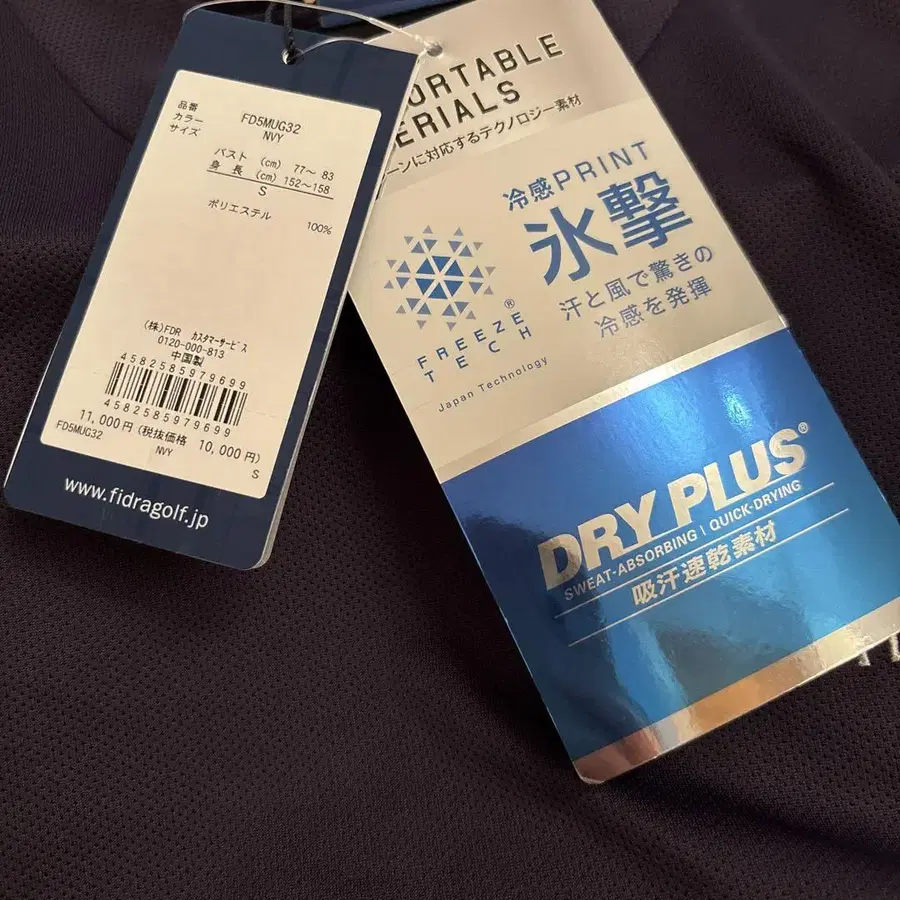 品番 FD5MUG32
カラー NVY
サイズ
バスト (cm) 77～ 83
身 長 (cm) 152～158
S
ポリエステル 100%
(株)FDR カスタマーサービス
0120-000-813
中国製
4582585979699
4582585979699
11,000円(税抜価格 10,000円)
FD5MUG32 NVY S
www.fidragolf.jp
ーンに対応するテクノロジー素材
冷感PRINT
氷撃
汗と風で驚きの
冷感を発揮
FREEZE
TECH®
Japan Technology
DRY PLUS®
SWEAT-ABSORBING | QUICK-DRYING
吸汗速乾素材